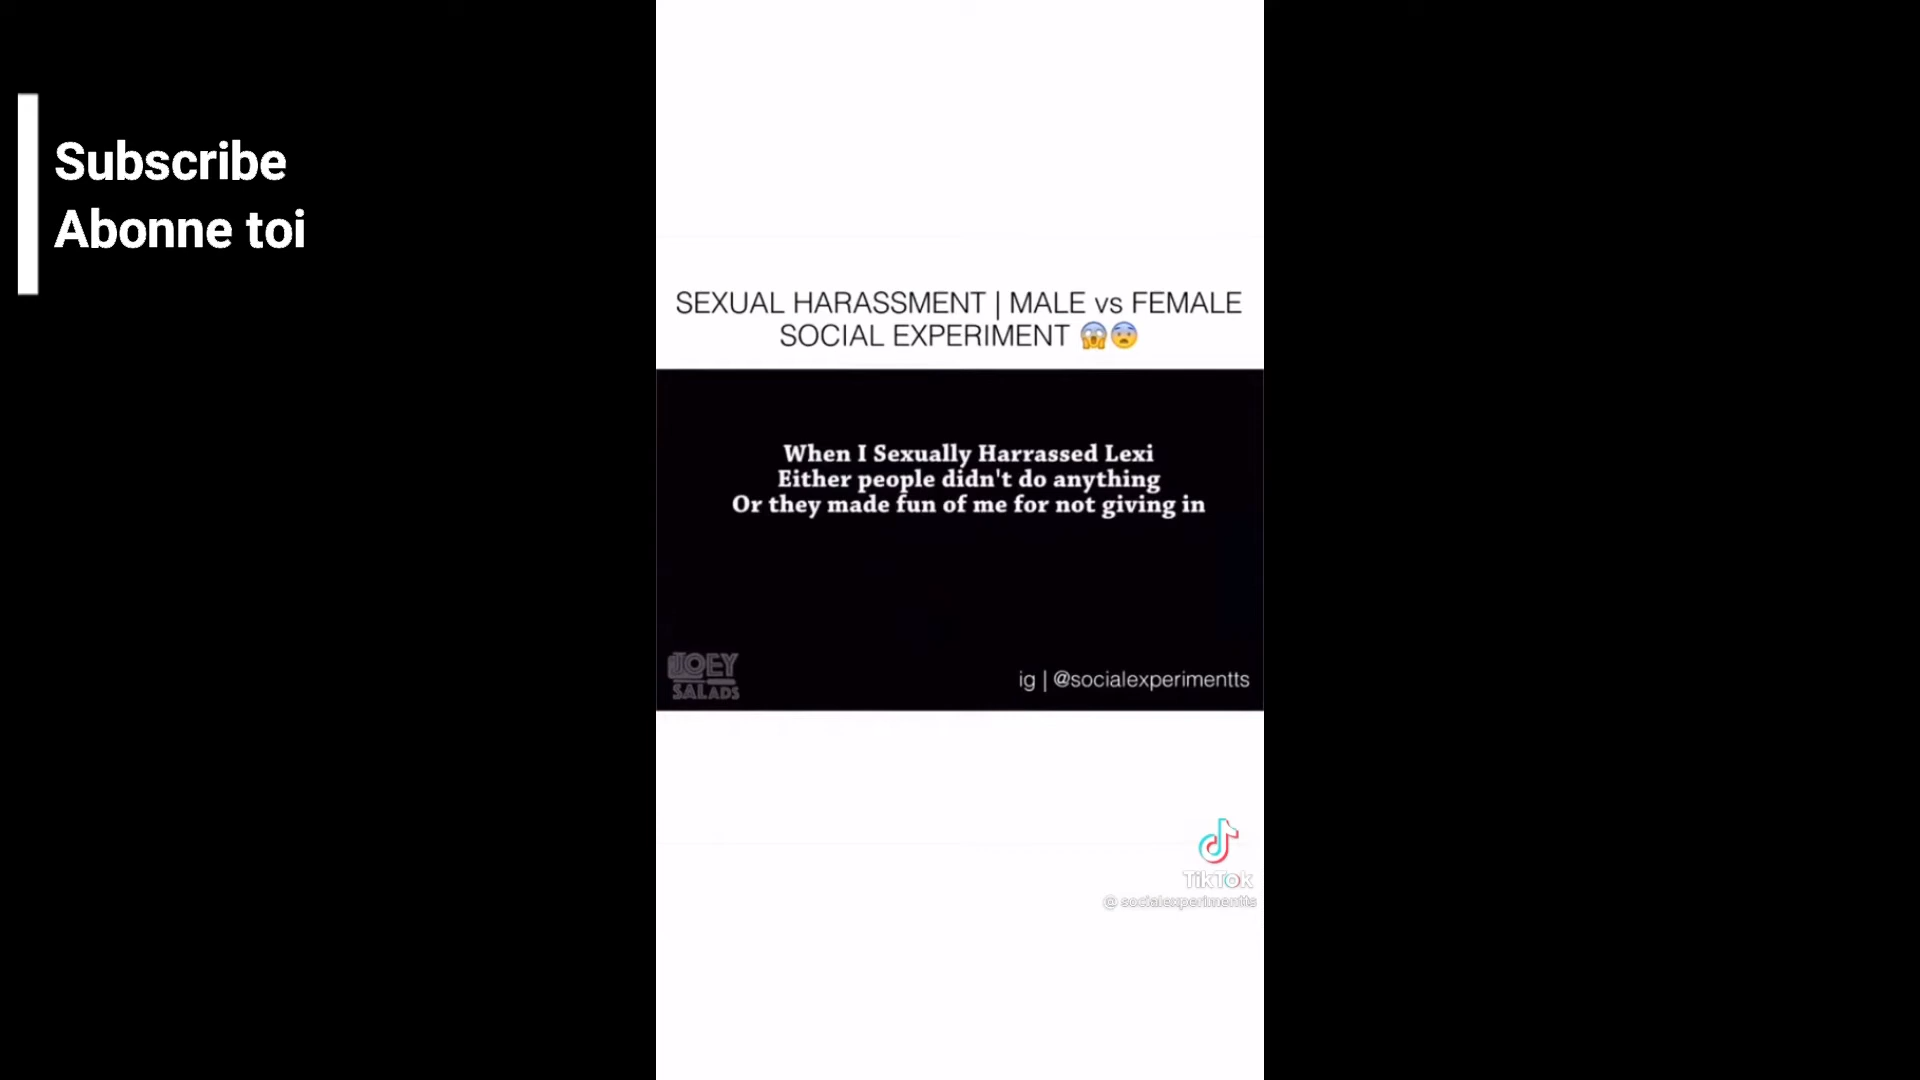 Subscribe
Abonne toi
SEXUAL HARASSMENT | MALE vs FEMALE
SOCIAL EXPERIMENT 😱😨
When I Sexually Harrassed Lexi
Either people didn't do anything
Or they made fun of me for not giving in
JOEY
SALADS
ig | @socialexperimentts
TikTok
@ socialexperimentts